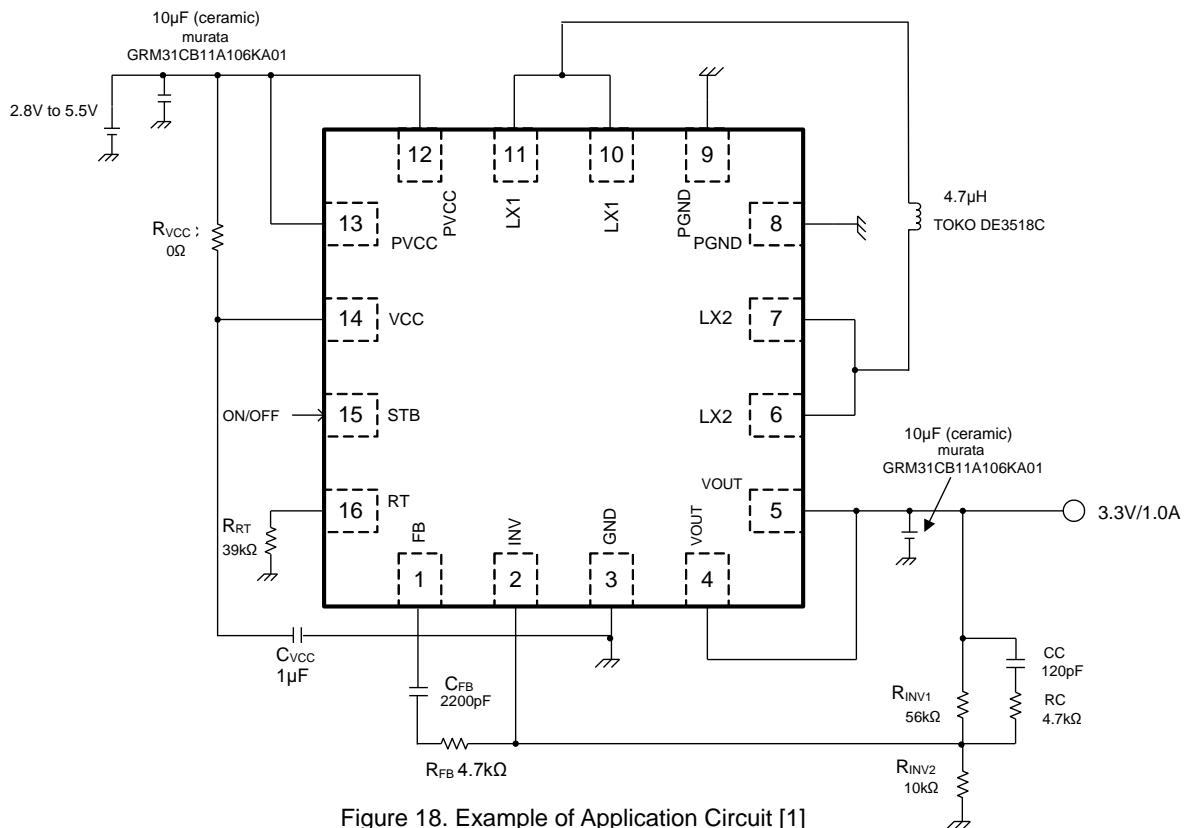 10µF (ceramic)
murata
GRM31CB11A106KA01
2.8V to 5.5V
12
11
10
9
PVCC
LX1
LX1
PGND
4.7µH
TOKO DE3518C
13
PVCC
8
PGND
RVCC :
0Ω
14
VCC
LX2
7
ON/OFF
15
STB
LX2
6
10µF (ceramic)
murata
GRM31CB11A106KA01
16
RT
VOUT
5
3.3V/1.0A
RRT
39kΩ
FB
INV
GND
VOUT
1
2
3
4
CVCC
1µF
CFB
2200pF
CC
120pF
RINV1
56kΩ
RC
4.7kΩ
RFB 4.7kΩ
RINV2
10kΩ
Figure 18. Example of Application Circuit [1]